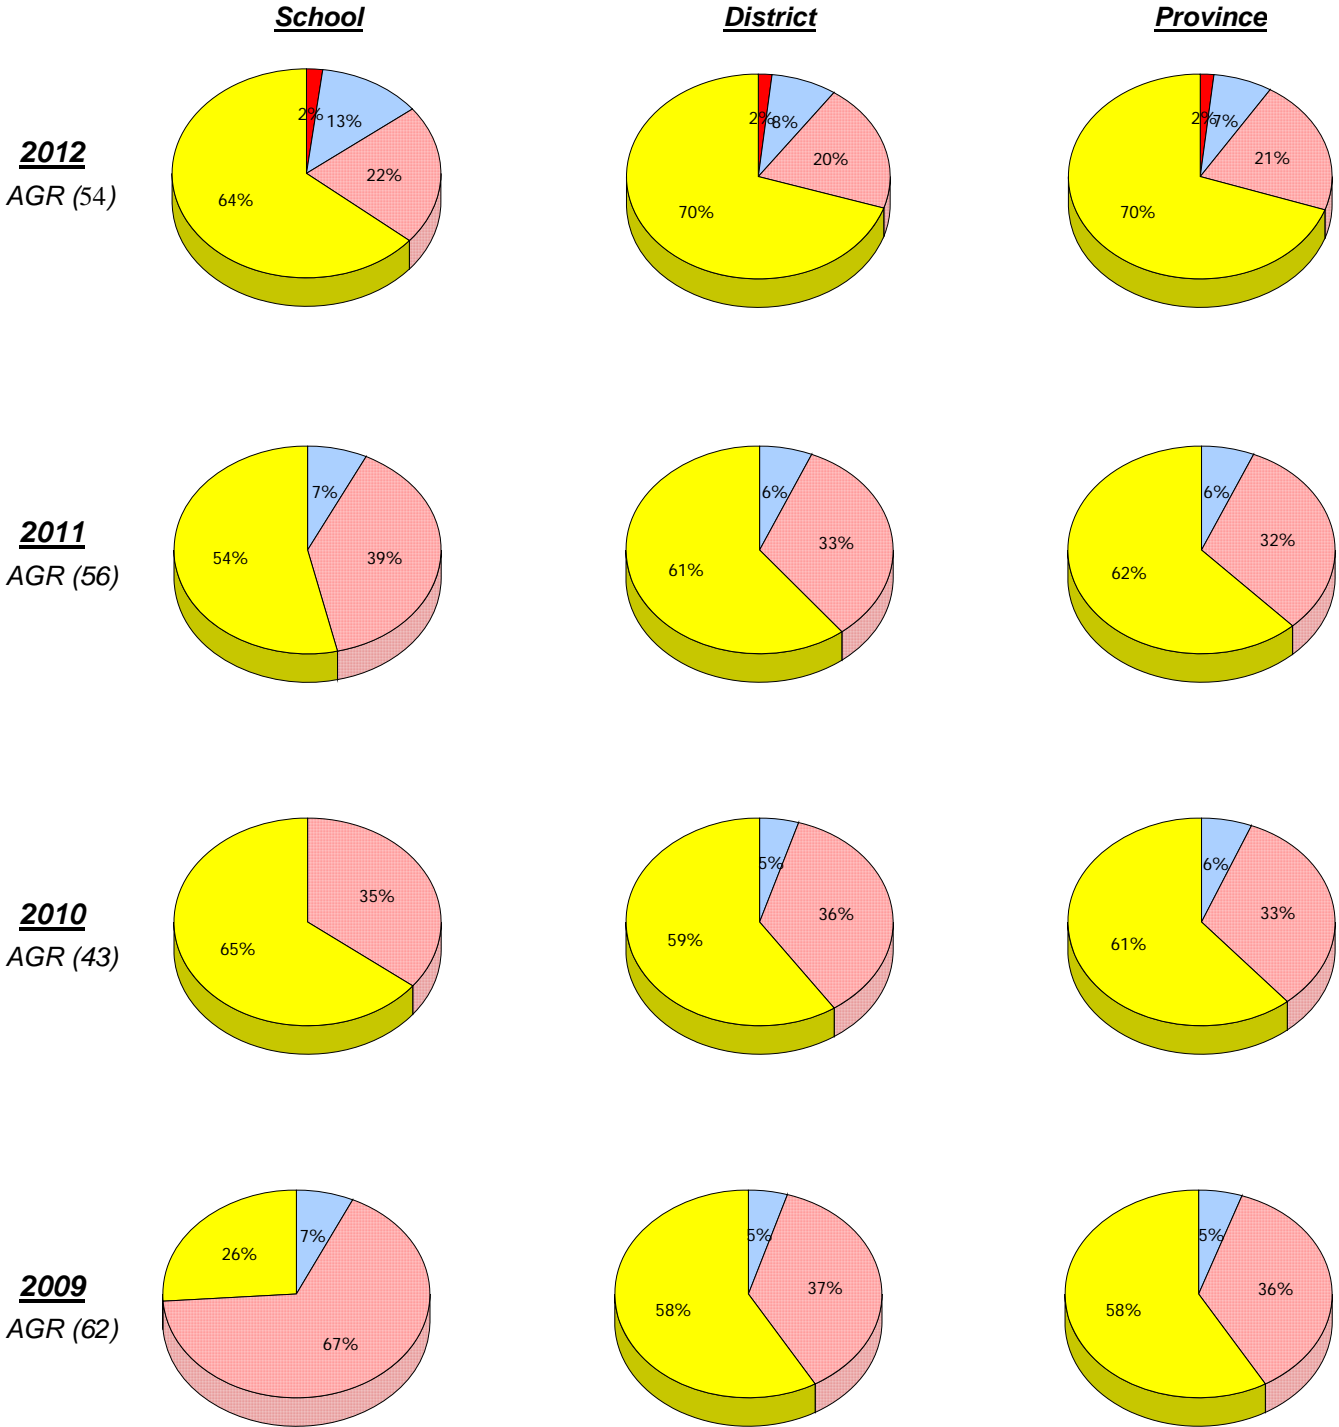 School District Province
2% 13% 22% 64%
2% 8% 20% 70%
2% 7% 21% 70%
2012
AGR (54)
7% 39% 54%
6% 33% 61%
6% 32% 62%
2011
AGR (56)
35% 65%
5% 36% 59%
6% 33% 61%
2010
AGR (43)
7% 67% 26%
5% 37% 58%
5% 36% 58%
2009
AGR (62)